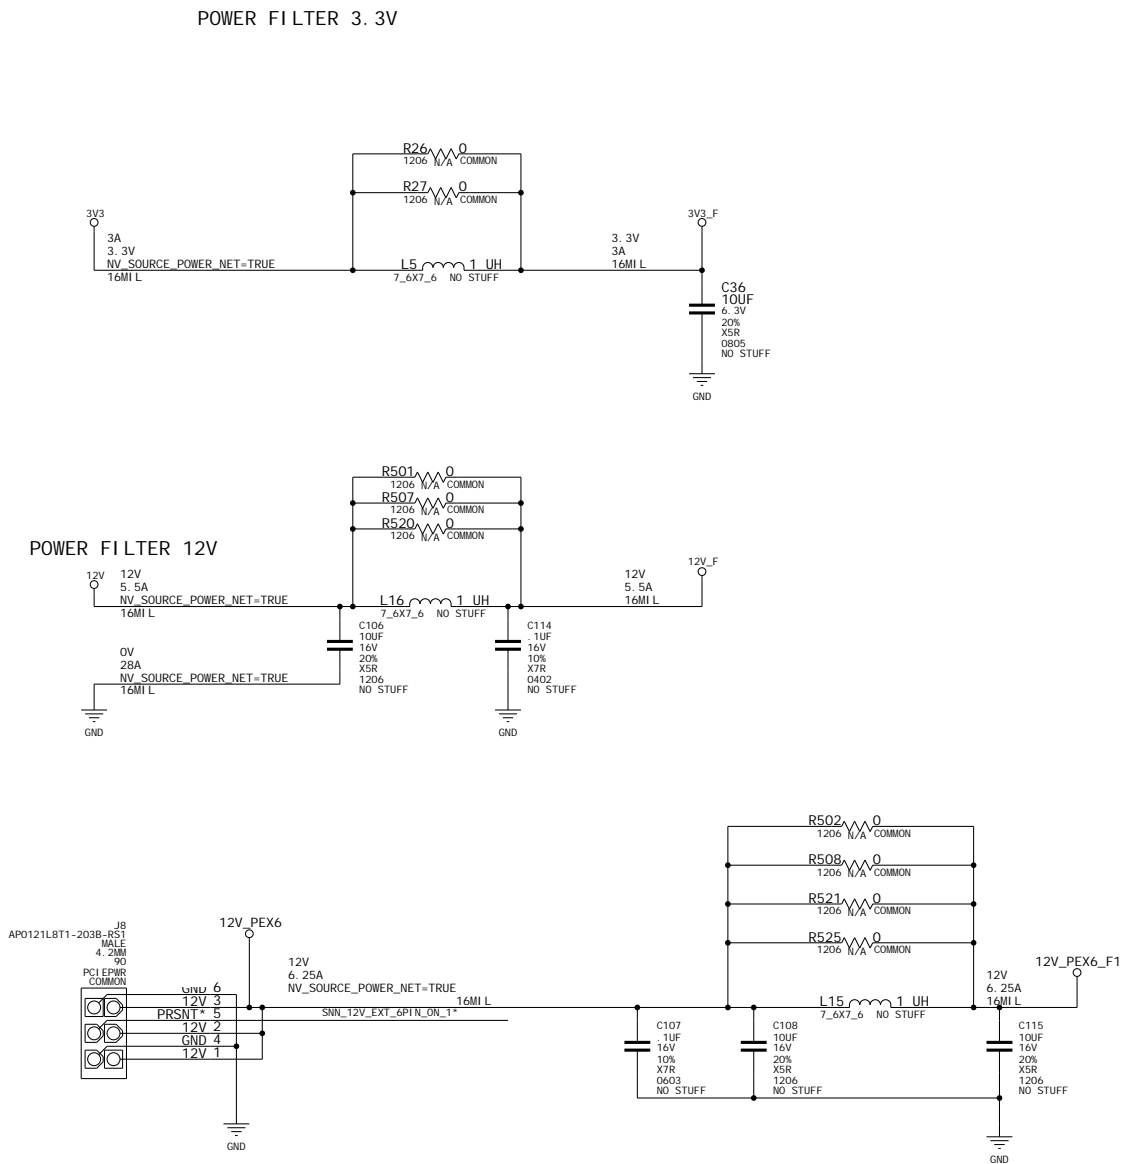 POWER FILTER 3.3V
R26 0
1206 N/A COMMON
R27 0
1206 N/A COMMON
3V3
3A
3.3V
NV_SOURCE_POWER_NET=TRUE
16MIL
L5 1 UH
7_6X7_6 NO STUFF
3.3V
3A
16MIL
3V3_F
C36
10UF
6.3V
20%
X5R
0805
NO STUFF
GND
R501 0
1206 N/A COMMON
R507 0
1206 N/A COMMON
R520 0
1206 N/A COMMON
POWER FILTER 12V
12V
12V
5.5A
NV_SOURCE_POWER_NET=TRUE
16MIL
L16 1 UH
7_6X7_6 NO STUFF
12V
5.5A
16MIL
12V_F
0V
28A
NV_SOURCE_POWER_NET=TRUE
16MIL
GND
C106
10UF
16V
20%
X5R
1206
NO STUFF
C114
.1UF
16V
10%
X7R
0402
NO STUFF
GND
R502 0
1206 N/A COMMON
R508 0
1206 N/A COMMON
R521 0
1206 N/A COMMON
R525 0
1206 N/A COMMON
J8
AP0121L8T1-203B-RS1
MALE
4.2MM
90
PCIEPWR
COMMON
12V_PEX6
GND 6
12V 3
PRSNT* 5
12V 2
GND 4
12V 1
12V
6.25A
NV_SOURCE_POWER_NET=TRUE
16MIL
SNN_12V_EXT_6PIN_ON_1*
GND
L15 1 UH
7_6X7_6 NO STUFF
12V
6.25A
16MIL
12V_PEX6_F1
C107
.1UF
16V
10%
X7R
0603
NO STUFF
C108
10UF
16V
20%
X5R
1206
NO STUFF
C115
10UF
16V
20%
X5R
1206
NO STUFF
GND